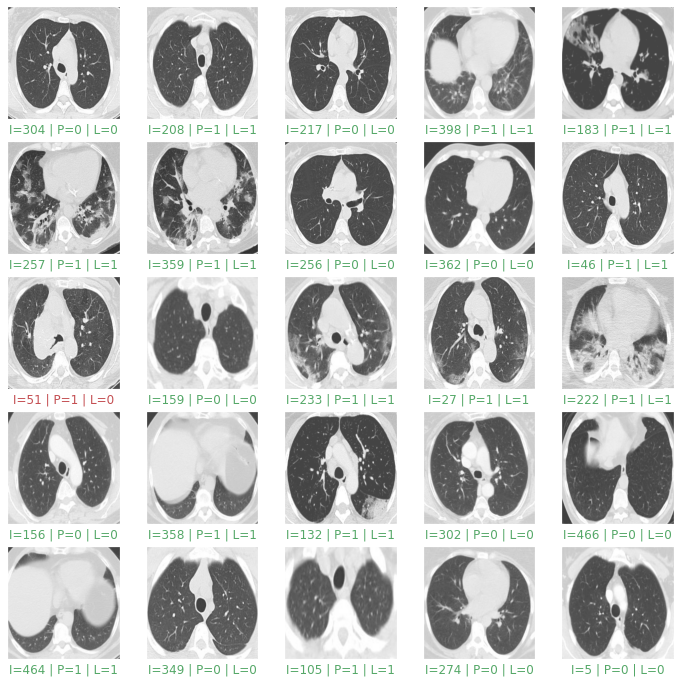 I=304 | P=0 | L=0
I=208 | P=1 | L=1
I=217 | P=0 | L=0
I=398 | P=1 | L=1
I=183 | P=1 | L=1
I=257 | P=1 | L=1
I=359 | P=1 | L=1
I=256 | P=0 | L=0
I=362 | P=0 | L=0
I=46 | P=1 | L=1
I=51 | P=1 | L=0
I=159 | P=0 | L=0
I=233 | P=1 | L=1
I=27 | P=1 | L=1
I=222 | P=1 | L=1
I=156 | P=0 | L=0
I=358 | P=1 | L=1
I=132 | P=1 | L=1
I=302 | P=0 | L=0
I=466 | P=0 | L=0
I=464 | P=1 | L=1
I=349 | P=0 | L=0
I=105 | P=1 | L=1
I=274 | P=0 | L=0
I=5 | P=0 | L=0